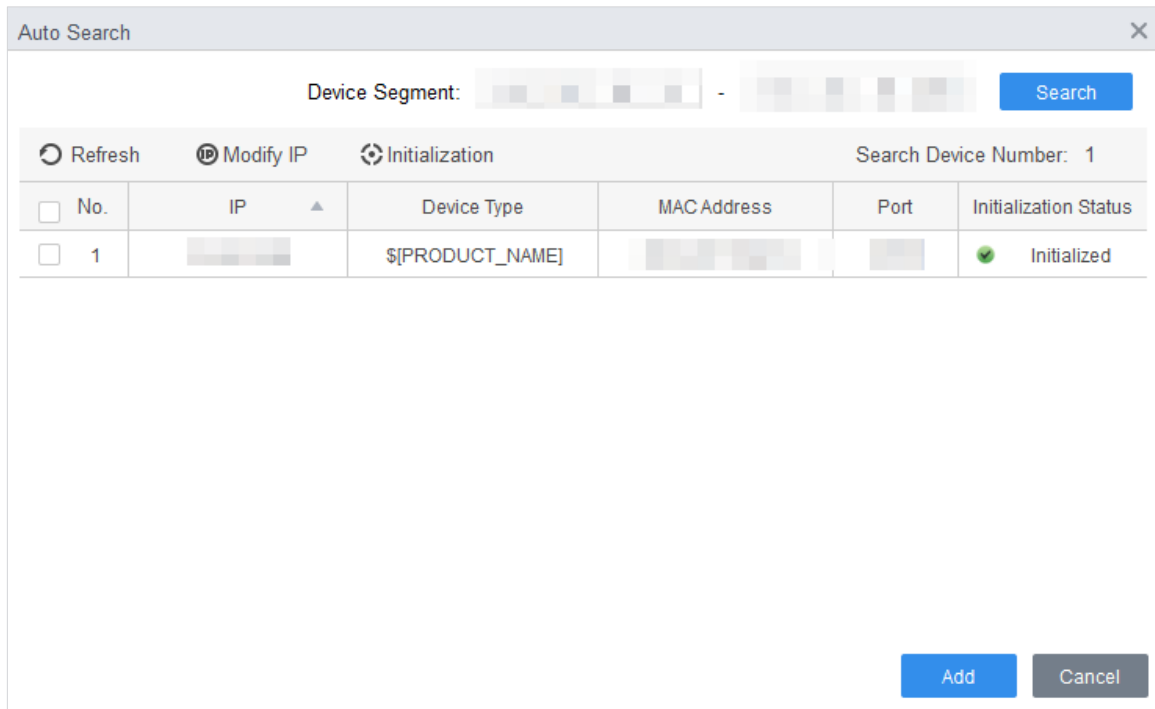 Auto Search
Device Segment: - Search
Refresh Modify IP Initialization Search Device Number: 1
No. IP Device Type MAC Address Port Initialization Status
1 $[PRODUCT_NAME] Initialized
Add Cancel